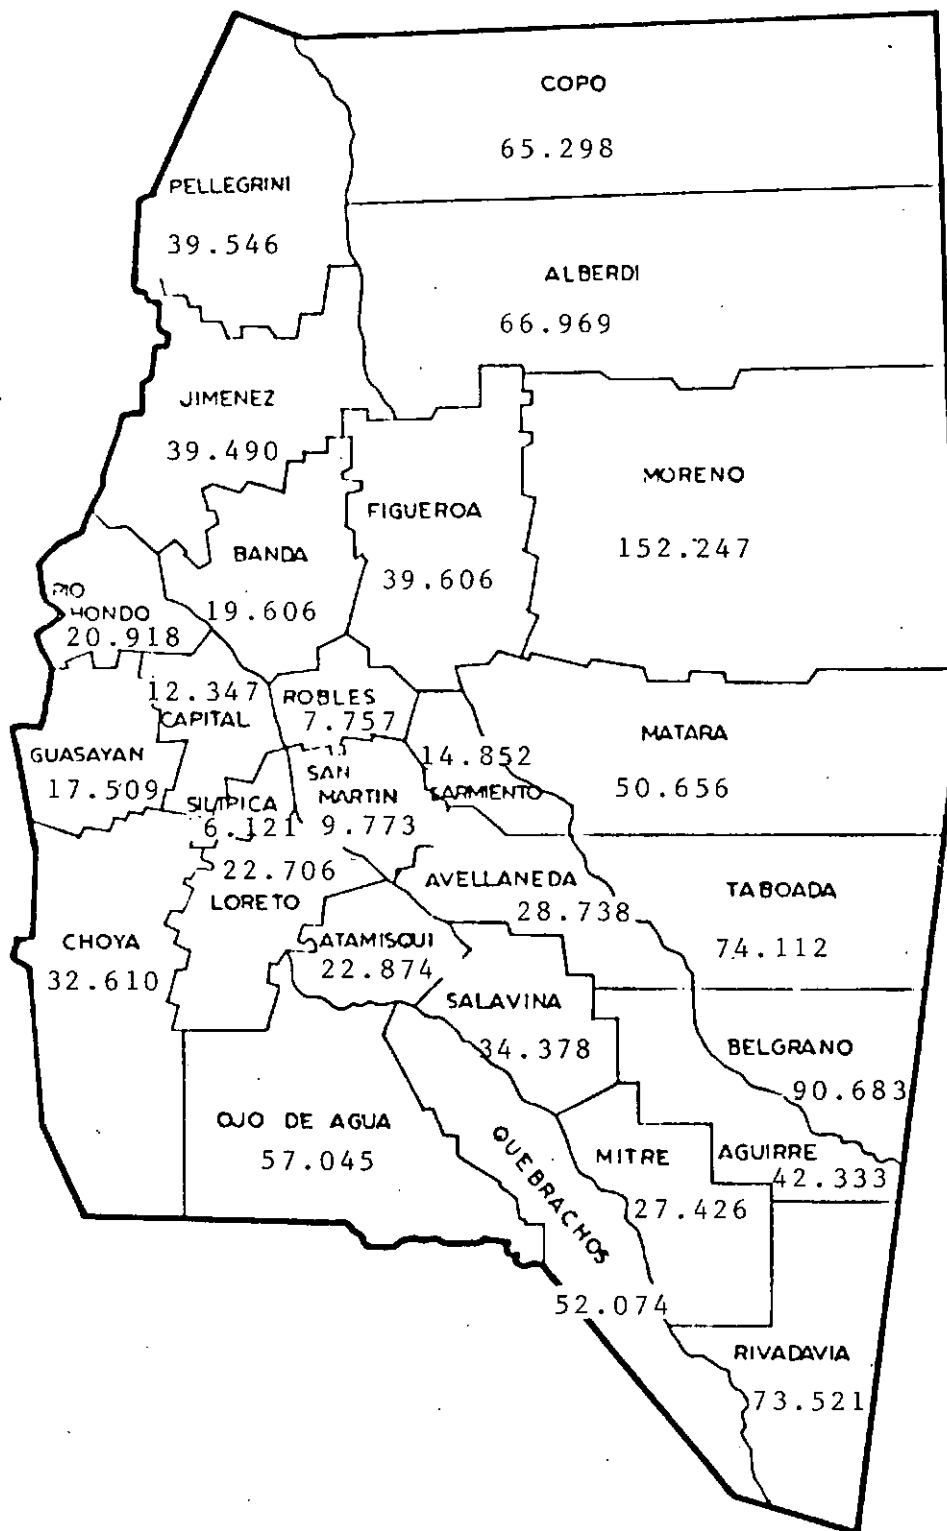 COPO
65.298
PELLEGRINI
39.546
ALBERDI
66.969
JIMENEZ
39.490
MORENO
152.247
FIGUEROA
39.606
BANDA
19.606
RIO
HONDO
20.918
12.347
CAPITAL
ROBLES
7.757
MATARA
50.656
GUASAYAN
17.509
14.852
SARMIENTO
SAN
MARTIN
9.773
SILIPICA
6.121
22.706
LORETO
AVELLANEDA
28.738
TABOADA
74.112
CHOYA
32.610
ATAMISQUI
22.874
SALAVINA
34.378
BELGRANO
90.683
OJO DE AGUA
57.045
QUEBRACHOS
52.074
MITRE
27.426
AGUIRRE
42.333
RIVADAVIA
73.521